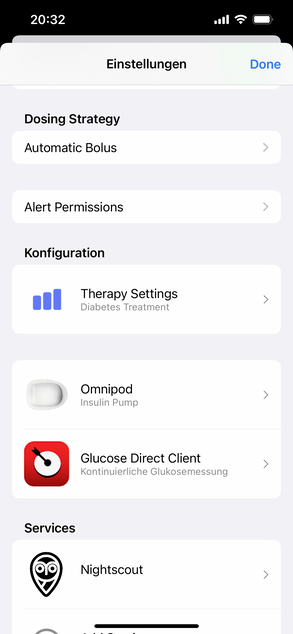 20:32
Einstellungen
Done
Dosing Strategy
Automatic Bolus
Alert Permissions
Konfiguration
Therapy Settings
Diabetes Treatment
Omnipod
Insulin Pump
Glucose Direct Client
Kontinuierliche Glukosemessung
Services
Nightscout